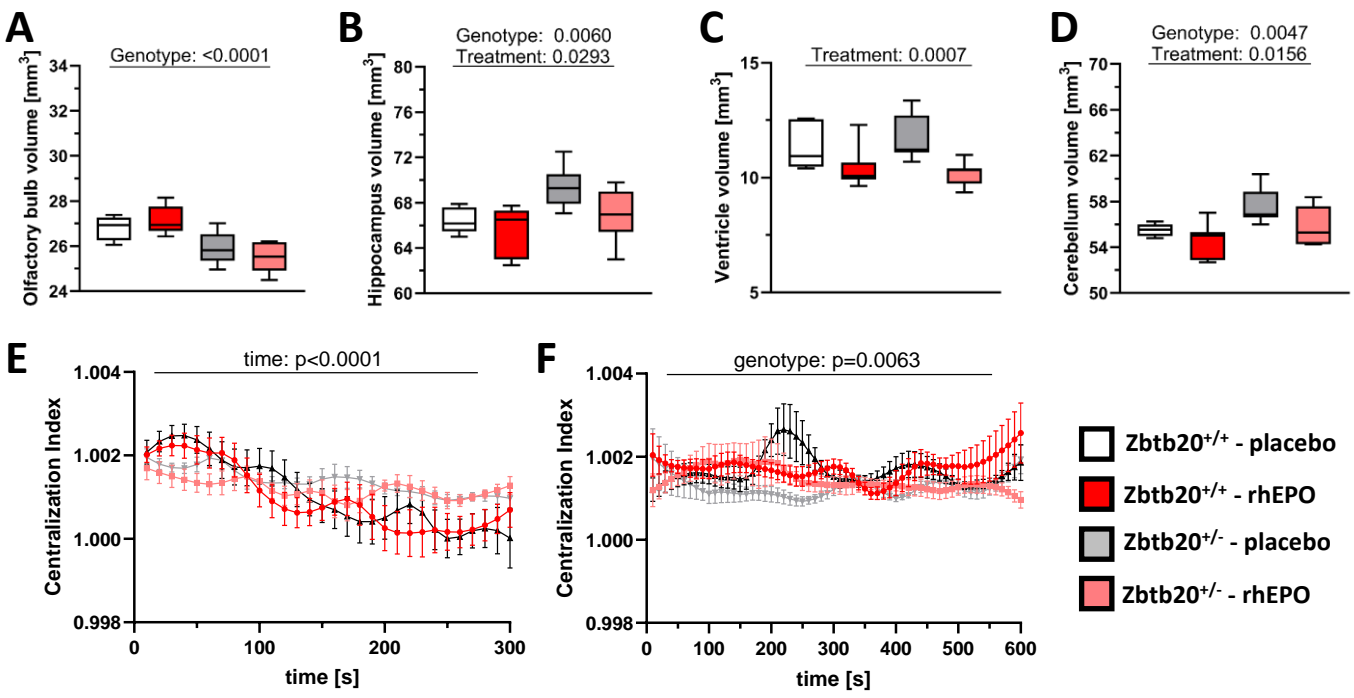 A
Genotype: <0.0001
Olfactory bulb volume [mm³]
34
32
30
28
26
24
B
Genotype: 0.0060
Treatment: 0.0293
Hippocampus volume [mm³]
80
76
72
68
64
60
C
Treatment: 0.0007
Ventricle volume [mm³]
15
10
5
D
Genotype: 0.0047
Treatment: 0.0156
Cerebellum volume [mm³]
70
66
62
58
54
50
E
time: p<0.0001
Centralization Index
1.004
1.002
1.000
0.998
0 100 200 300
time [s]
F
genotype: p=0.0063
Centralization Index
1.004
1.002
1.000
0.998
0 100 200 300 400 500 600
time [s]
Zbtb20+/+ - placebo
Zbtb20+/+ - rhEPO
Zbtb20+/- - placebo
Zbtb20+/- - rhEPO